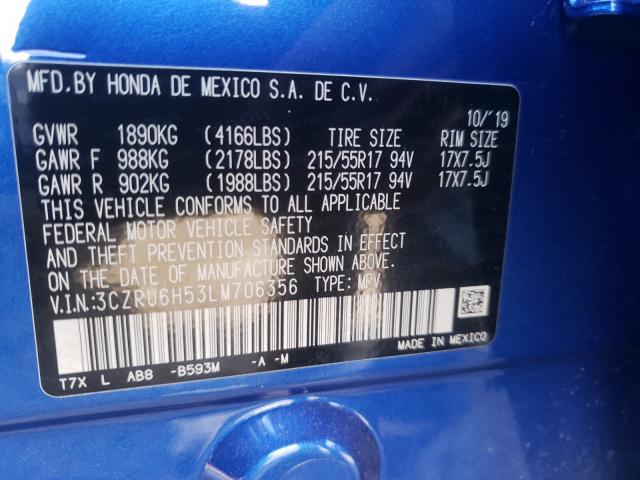 MFD.BY HONDA DE MEXICO S.A. DE C.V.
10/'19
GVWR 1890KG (4166LBS) TIRE SIZE RIM SIZE
GAWR F 988KG (2178LBS) 215/55R17 94V 17X7.5J
GAWR R 902KG (1988LBS) 215/55R17 94V 17X7.5J
THIS VEHICLE CONFORMS TO ALL APPLICABLE
FEDERAL MOTOR VEHICLE SAFETY
AND THEFT PREVENTION STANDARDS IN EFFECT
ON THE DATE OF MANUFACTURE SHOWN ABOVE.
V.I.N.:3CZRU6H53LM706356 TYPE: MPV
MADE IN MEXICO
T7X L AB8 -B593M -A -M